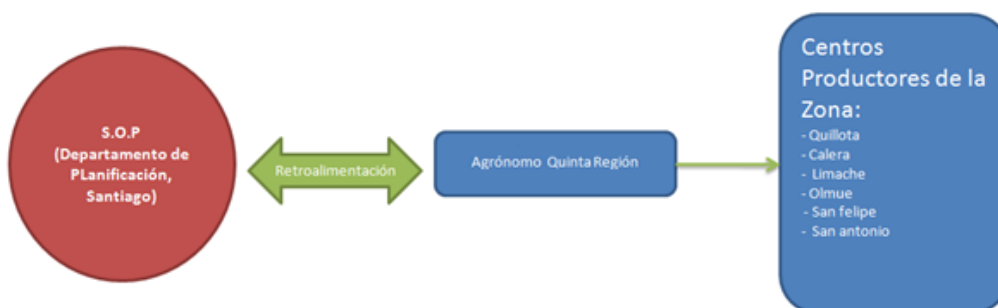 S.O.P
(Departamento de
PLanificación,
Santiago)
Retroalimentación
Agrónomo Quinta Región
Centros
Productores de la
Zona:
- Quillota
- Calera
- Limache
- Olmue
- San felipe
- San antonio